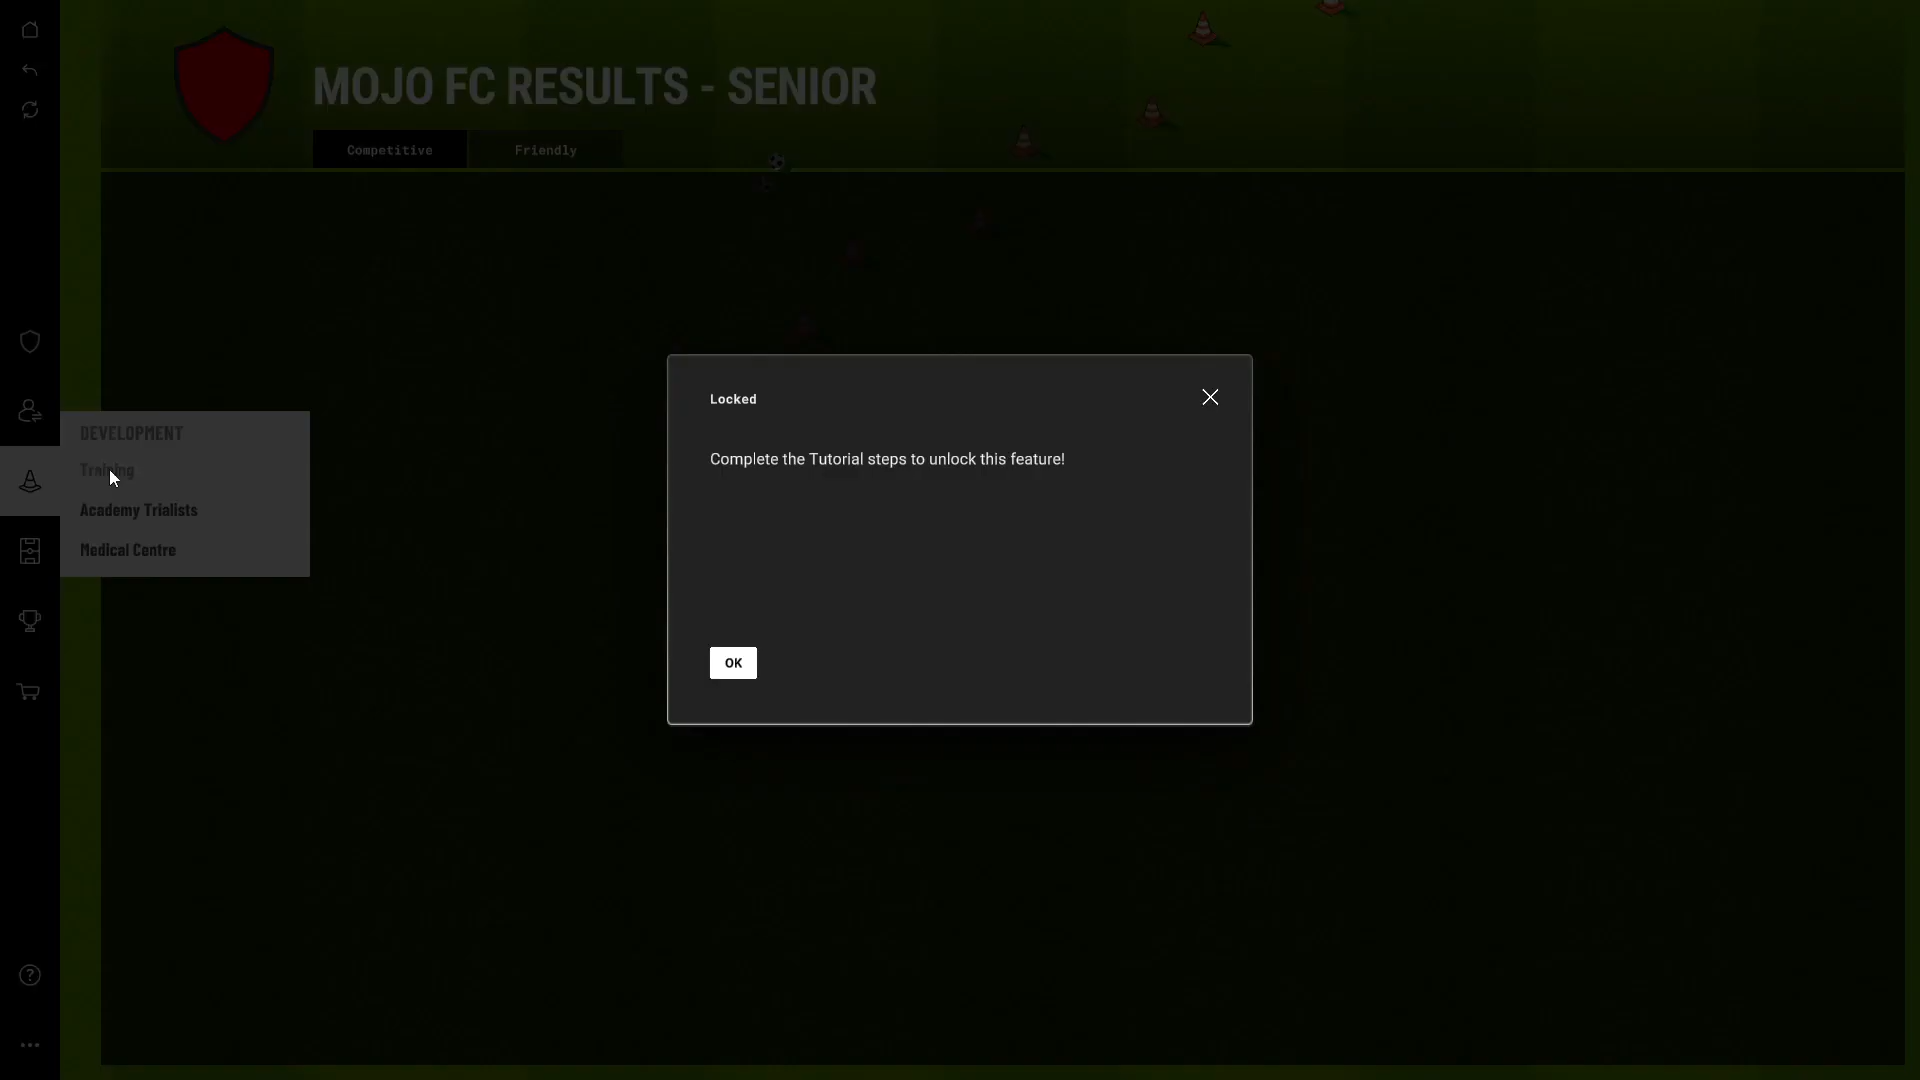 MOJO FC RESULTS - SENIOR
Competitive
Friendly
Locked
Complete the Tutorial steps to unlock this feature!
OK
DEVELOPMENT
Training
Academy Trialists
Medical Centre